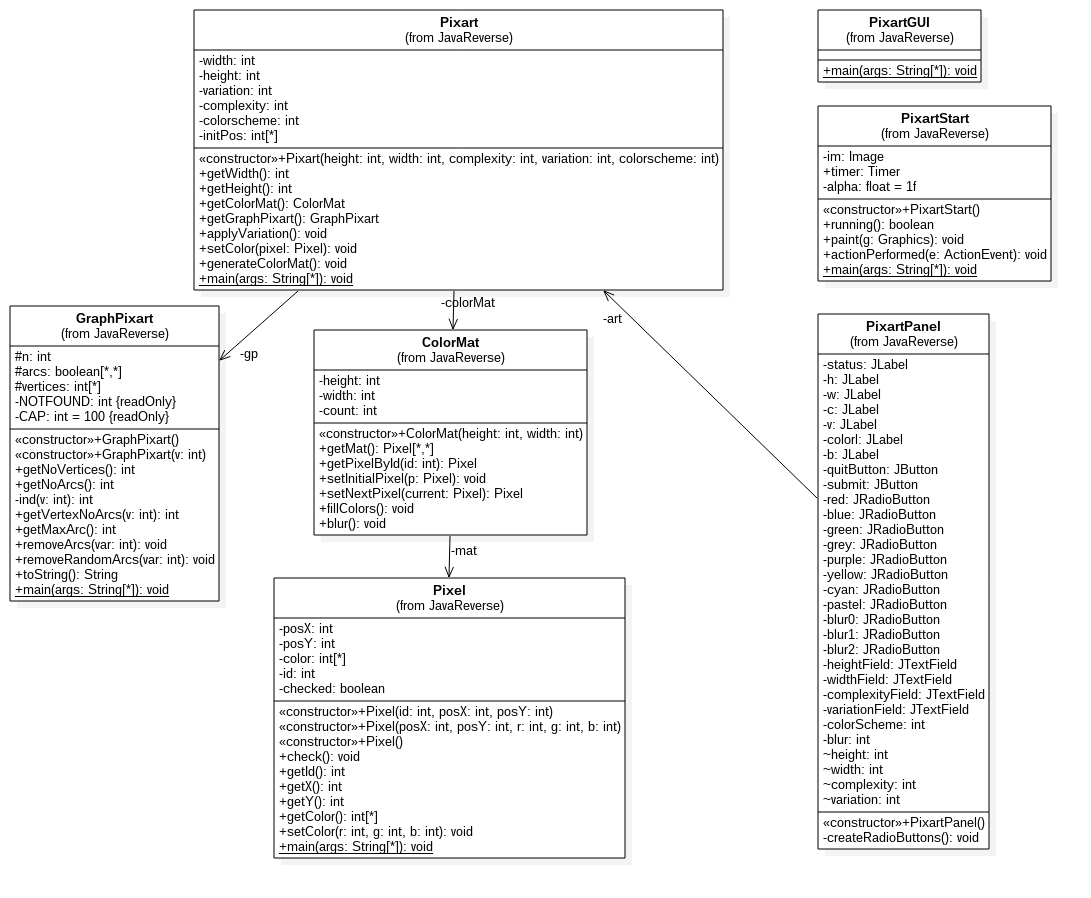 Pixart
(from JavaReverse)
-width: int
-height: int
-variation: int
-complexity: int
-colorscheme: int
-initPos: int[*]
«constructor»+Pixart(height: int, width: int, complexity: int, variation: int, colorscheme: int)
+getWidth(): int
+getHeight(): int
+getColorMat(): ColorMat
+getGraphPixart(): GraphPixart
+applyVariation(): void
+setColor(pixel: Pixel): void
+generateColorMat(): void
+main(args: String[*]): void
PixartGUI
(from JavaReverse)
+main(args: String[*]): void
PixartStart
(from JavaReverse)
-im: Image
+timer: Timer
-alpha: float = 1f
«constructor»+PixartStart()
+running(): boolean
+paint(g: Graphics): void
+actionPerformed(e: ActionEvent): void
+main(args: String[*]): void
-gp
-colorMat
-art
GraphPixart
(from JavaReverse)
#n: int
#arcs: boolean[*,*]
#vertices: int[*]
-NOTFOUND: int {readOnly}
-CAP: int = 100 {readOnly}
«constructor»+GraphPixart()
«constructor»+GraphPixart(v: int)
+getNoVertices(): int
+getNoArcs(): int
-ind(v: int): int
+getVertexNoArcs(v: int): int
+getMaxArc(): int
+removeArcs(var: int): void
+removeRandomArcs(var: int): void
+toString(): String
+main(args: String[*]): void
ColorMat
(from JavaReverse)
-height: int
-width: int
-count: int
«constructor»+ColorMat(height: int, width: int)
+getMat(): Pixel[*,*]
+getPixelById(id: int): Pixel
+setInitialPixel(p: Pixel): void
+setNextPixel(current: Pixel): Pixel
+fillColors(): void
+blur(): void
-mat
Pixel
(from JavaReverse)
-posX: int
-posY: int
-color: int[*]
-id: int
-checked: boolean
«constructor»+Pixel(id: int, posX: int, posY: int)
«constructor»+Pixel(posX: int, posY: int, r: int, g: int, b: int)
«constructor»+Pixel()
+check(): void
+getId(): int
+getX(): int
+getY(): int
+getColor(): int[*]
+setColor(r: int, g: int, b: int): void
+main(args: String[*]): void
PixartPanel
(from JavaReverse)
-status: JLabel
-h: JLabel
-w: JLabel
-c: JLabel
-v: JLabel
-colorl: JLabel
-b: JLabel
-quitButton: JButton
-submit: JButton
-red: JRadioButton
-blue: JRadioButton
-green: JRadioButton
-grey: JRadioButton
-purple: JRadioButton
-yellow: JRadioButton
-cyan: JRadioButton
-pastel: JRadioButton
-blur0: JRadioButton
-blur1: JRadioButton
-blur2: JRadioButton
-heightField: JTextField
-widthField: JTextField
-complexityField: JTextField
-variationField: JTextField
-colorScheme: int
-blur: int
~height: int
~width: int
~complexity: int
~variation: int
«constructor»+PixartPanel()
-createRadioButtons(): void